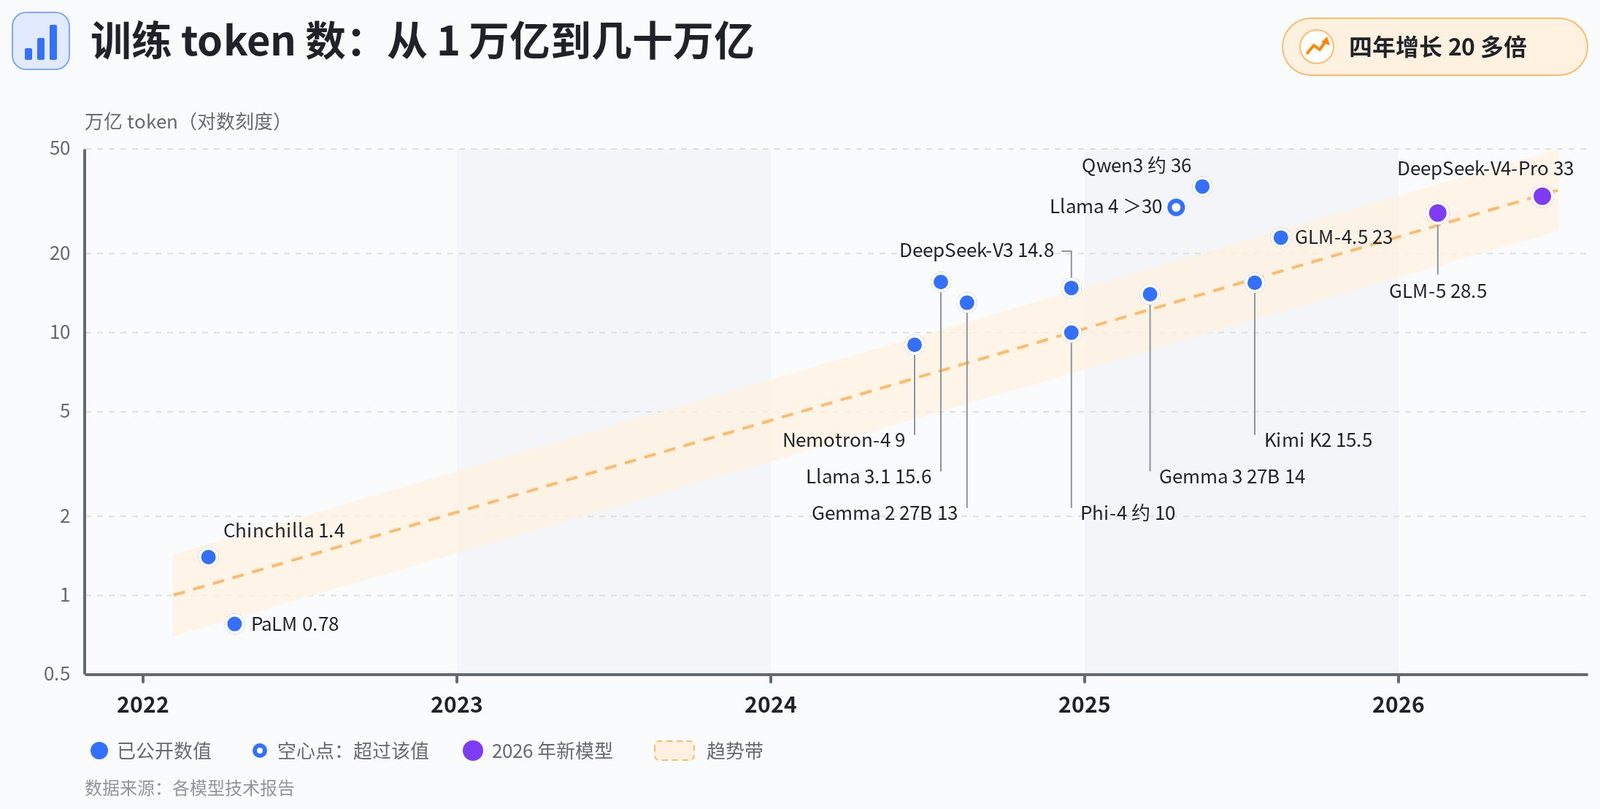 训练 token 数：从 1 万亿到几十万亿
四年增长 20 多倍
万亿 token（对数刻度）
50
20
10
5
2
1
0.5
Qwen3 约 36
DeepSeek-V4-Pro 33
Llama 4 ＞30
GLM-4.5 23
DeepSeek-V3 14.8
GLM-5 28.5
Nemotron-4 9
Kimi K2 15.5
Llama 3.1 15.6
Gemma 3 27B 14
Gemma 2 27B 13
Phi-4 约 10
Chinchilla 1.4
PaLM 0.78
2022
2023
2024
2025
2026
已公开数值
空心点：超过该值
2026 年新模型
趋势带
数据来源：各模型技术报告